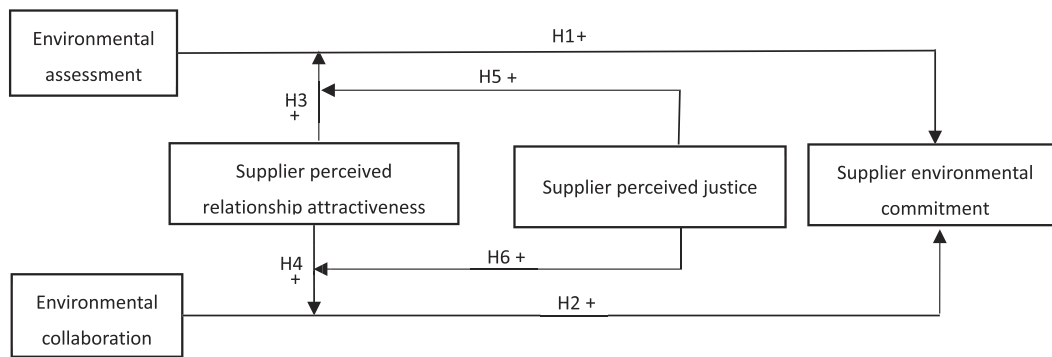 Environmental
assessment
H1+
H5 +
H3
+
Supplier perceived
relationship attractiveness
Supplier perceived justice
Supplier environmental
commitment
H4
+
H6 +
Environmental
collaboration
H2 +